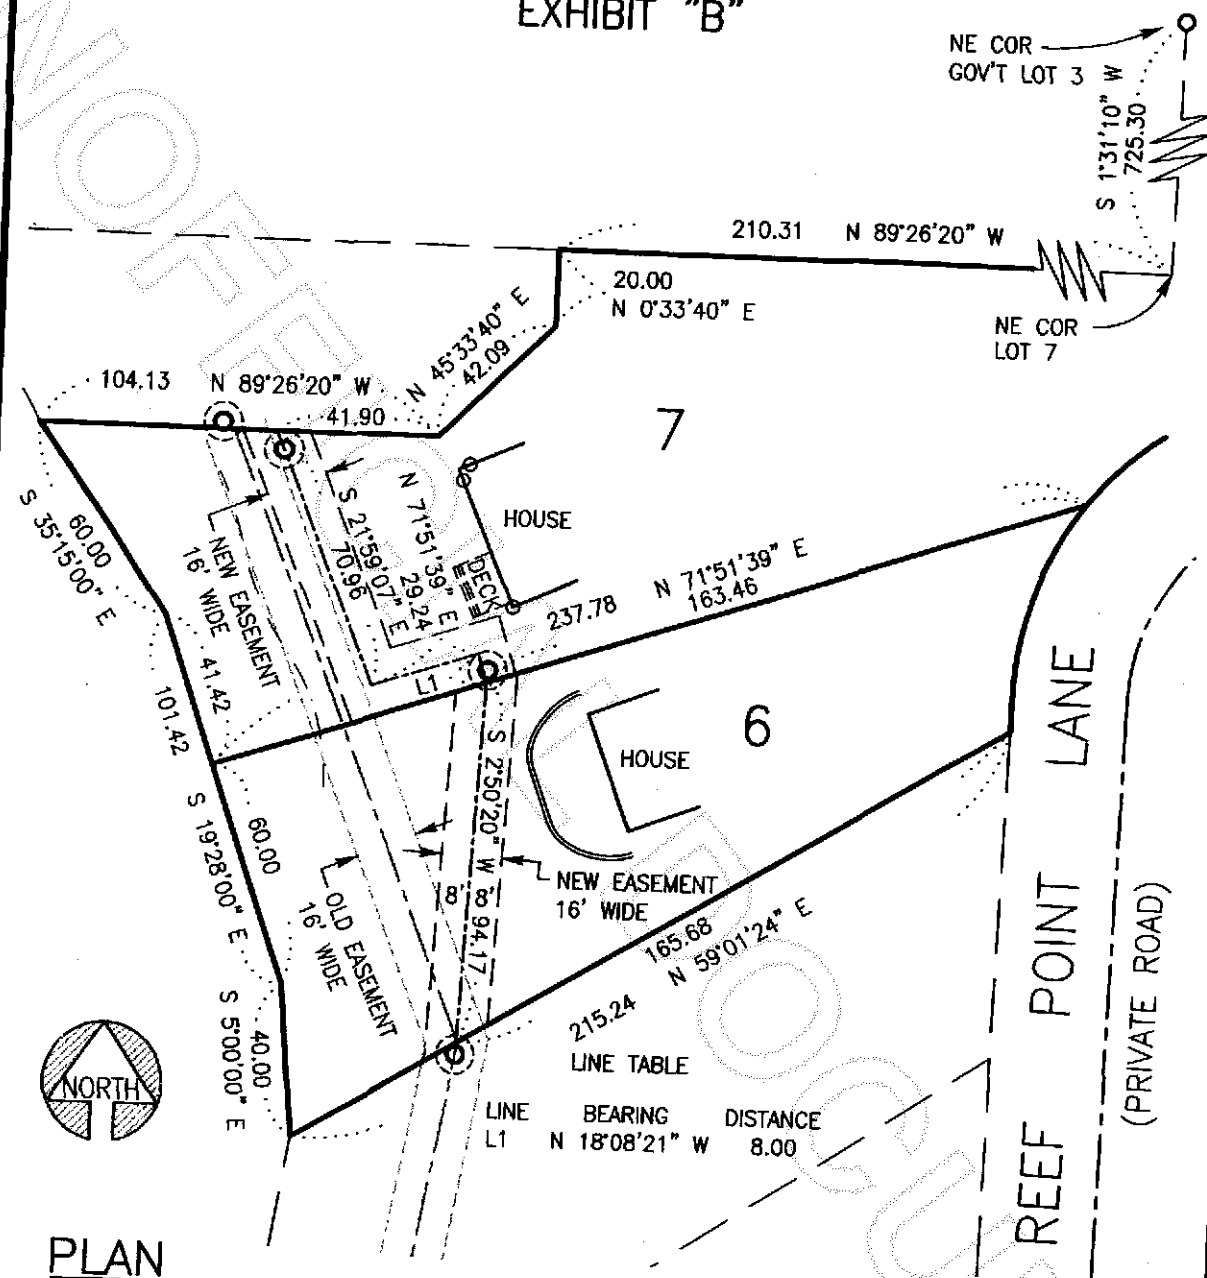 EXHIBIT "B"
NE COR
GOV'T LOT 3
S 1°31'10" W
725.30
210.31 N 89°26'20" W
20.00
N 0°33'40" E
NE COR
LOT 7
N 45°33'40" E
42.09
104.13 N 89°26'20" W
41.90
7
S 35°15'00" E
60.00
NEW EASEMENT
16' WIDE
S 21°59'07" E
70.96
N 71°51'39" E
29.24
DECK
HOUSE
N 71°51'39" E
163.46
237.78
L1
41.42
101.42
S 19°28'00" E
60.00
6
HOUSE
S 2°50'20" W
94.17
8' 8'
NEW EASEMENT
16' WIDE
OLD EASEMENT
16' WIDE
165.68
N 59°01'24" E
215.24
S 5°00'00" E
40.00
NORTH
LINE TABLE
LINE BEARING DISTANCE
L1 N 18°08'21" W 8.00
REEF POINT LANE
(PRIVATE ROAD)
PLAN